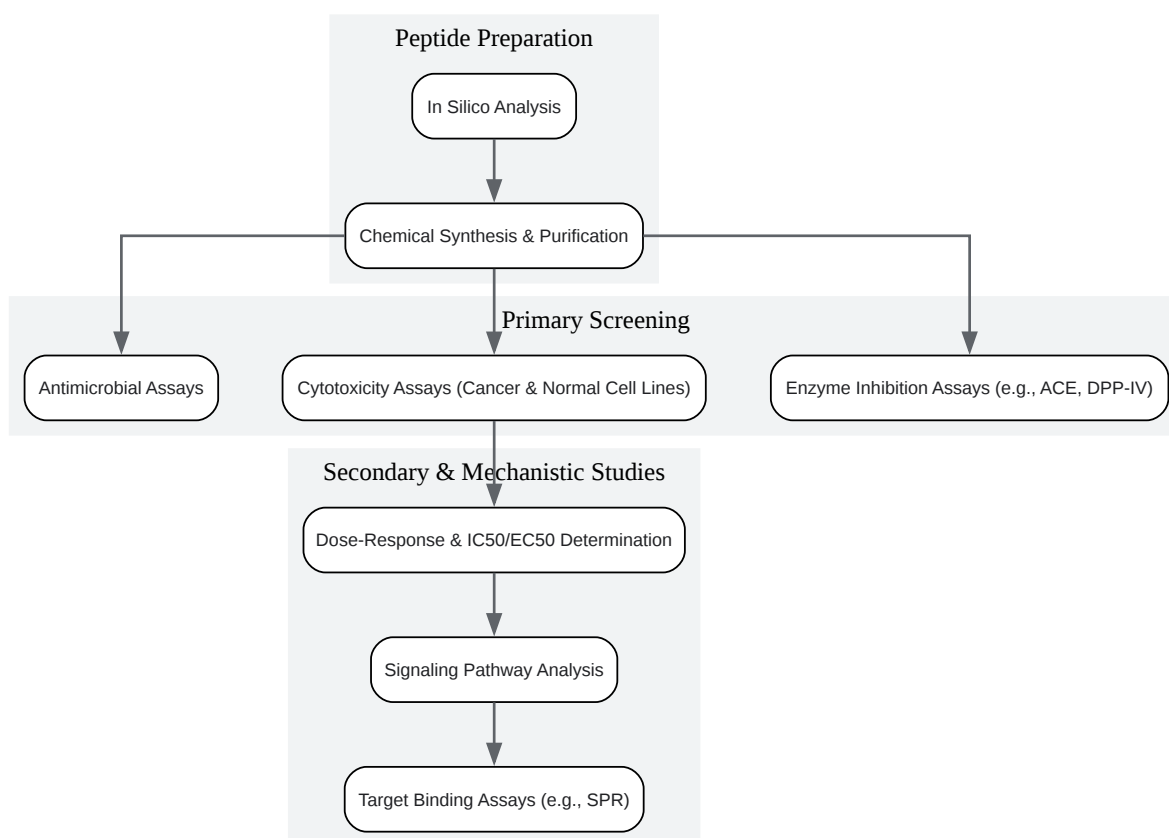 Peptide Preparation
In Silico Analysis
Chemical Synthesis & Purification
Primary Screening
Antimicrobial Assays
Cytotoxicity Assays (Cancer & Normal Cell Lines)
Enzyme Inhibition Assays (e.g., ACE, DPP-IV)
Secondary & Mechanistic Studies
Dose-Response & IC50/EC50 Determination
Signaling Pathway Analysis
Target Binding Assays (e.g., SPR)